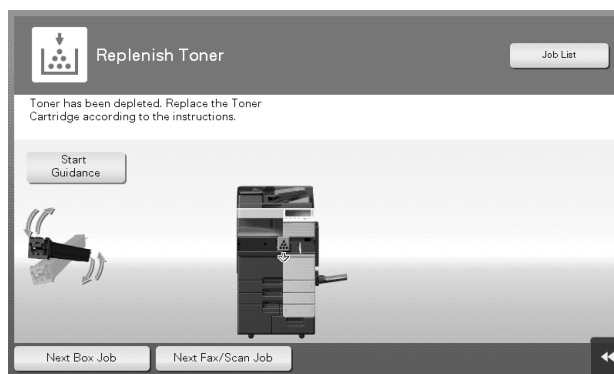 Replenish Toner
Job List
Toner has been depleted. Replace the Toner
Cartridge according to the instructions.
Start
Guidance
Next Box Job
Next Fax/Scan Job